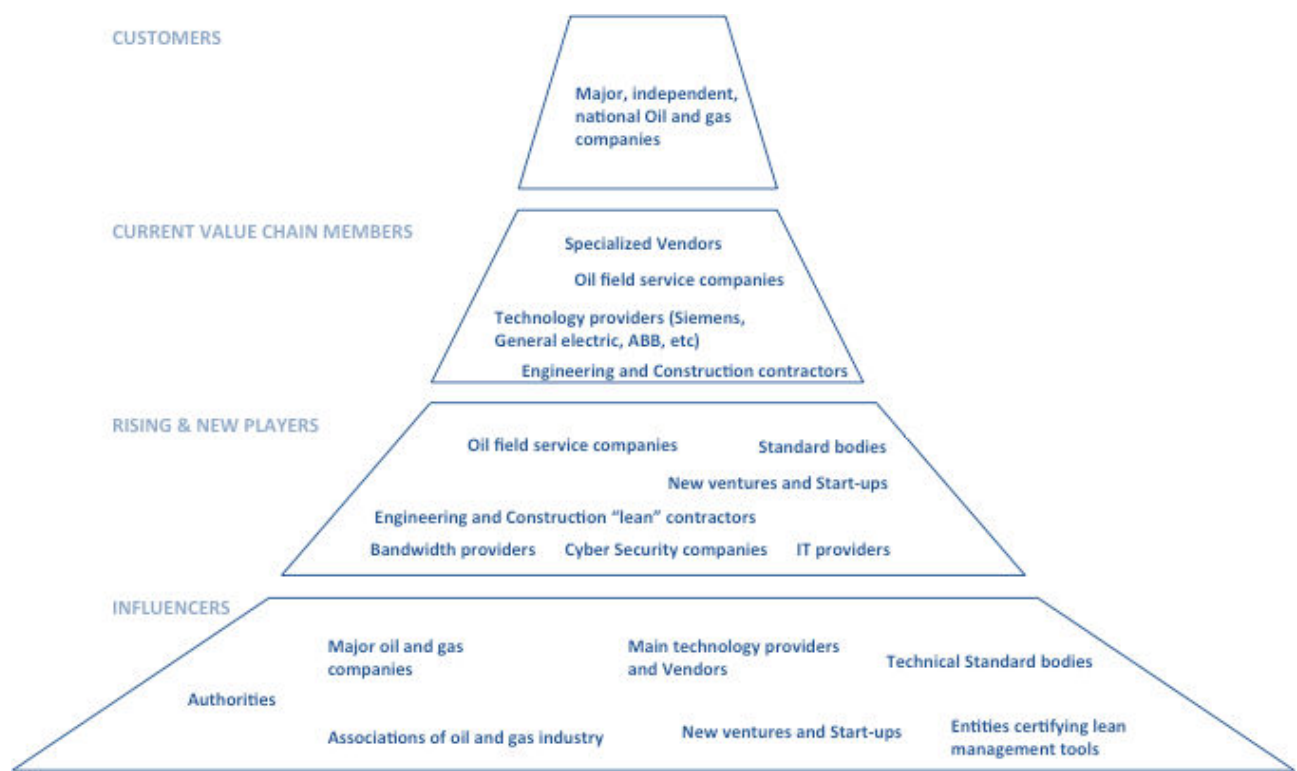 CUSTOMERS
Major, independent,
national Oil and gas
companies
CURRENT VALUE CHAIN MEMBERS
Specialized Vendors
Oil field service companies
Technology providers (Siemens,
General electric, ABB, etc)
Engineering and Construction contractors
RISING & NEW PLAYERS
Oil field service companies
Standard bodies
New ventures and Start-ups
Engineering and Construction “lean” contractors
Bandwidth providers
Cyber Security companies
IT providers
INFLUENCERS
Major oil and gas
companies
Main technology providers
and Vendors
Technical Standard bodies
Authorities
Associations of oil and gas industry
New ventures and Start-ups
Entities certifying lean
management tools